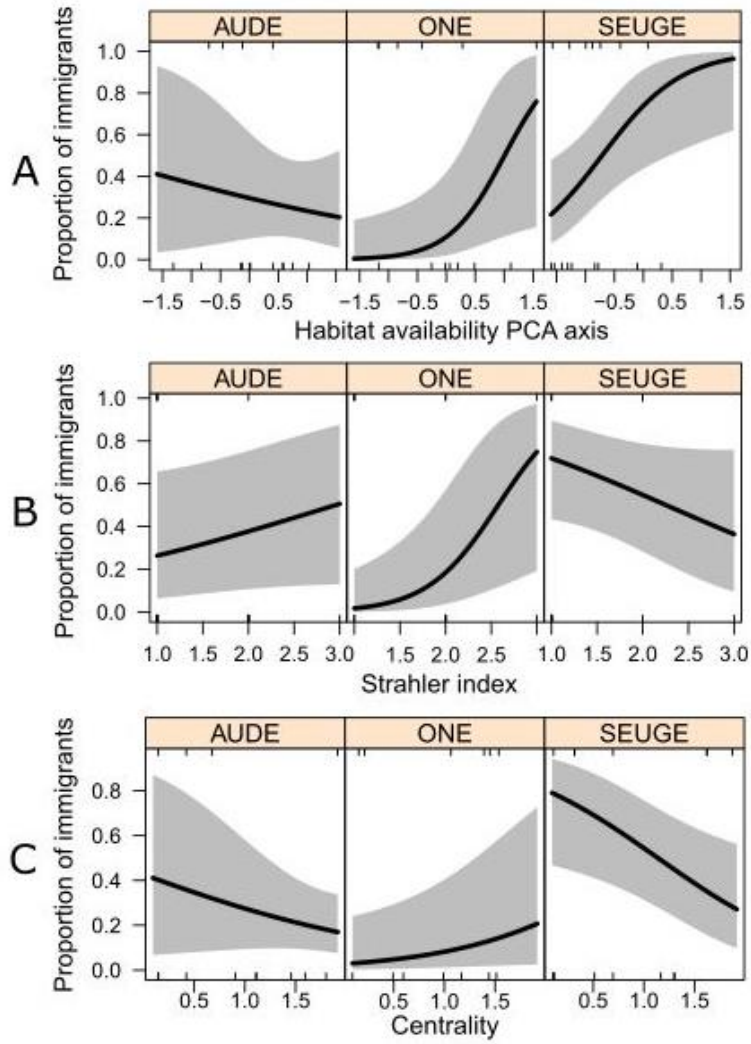 AUDE ONE SEUGE
A
Proportion of immigrants
1.0
0.8
0.6
0.4
0.2
0.0
−1.5 −0.5 0.5 −1.5 −0.5 0.5 1.5 −0.5 0.5 1.5
Habitat availability PCA axis
AUDE ONE SEUGE
B
Proportion of immigrants
1.0
0.8
0.6
0.4
0.2
0.0
1.0 1.5 2.0 2.5 3.0 1.5 2.0 2.5 1.0 1.5 2.0 2.5 3.0
Strahler index
AUDE ONE SEUGE
C
Proportion of immigrants
0.8
0.6
0.4
0.2
0.0
0.5 1.0 1.5 0.5 1.0 1.5 0.5 1.0 1.5
Centrality